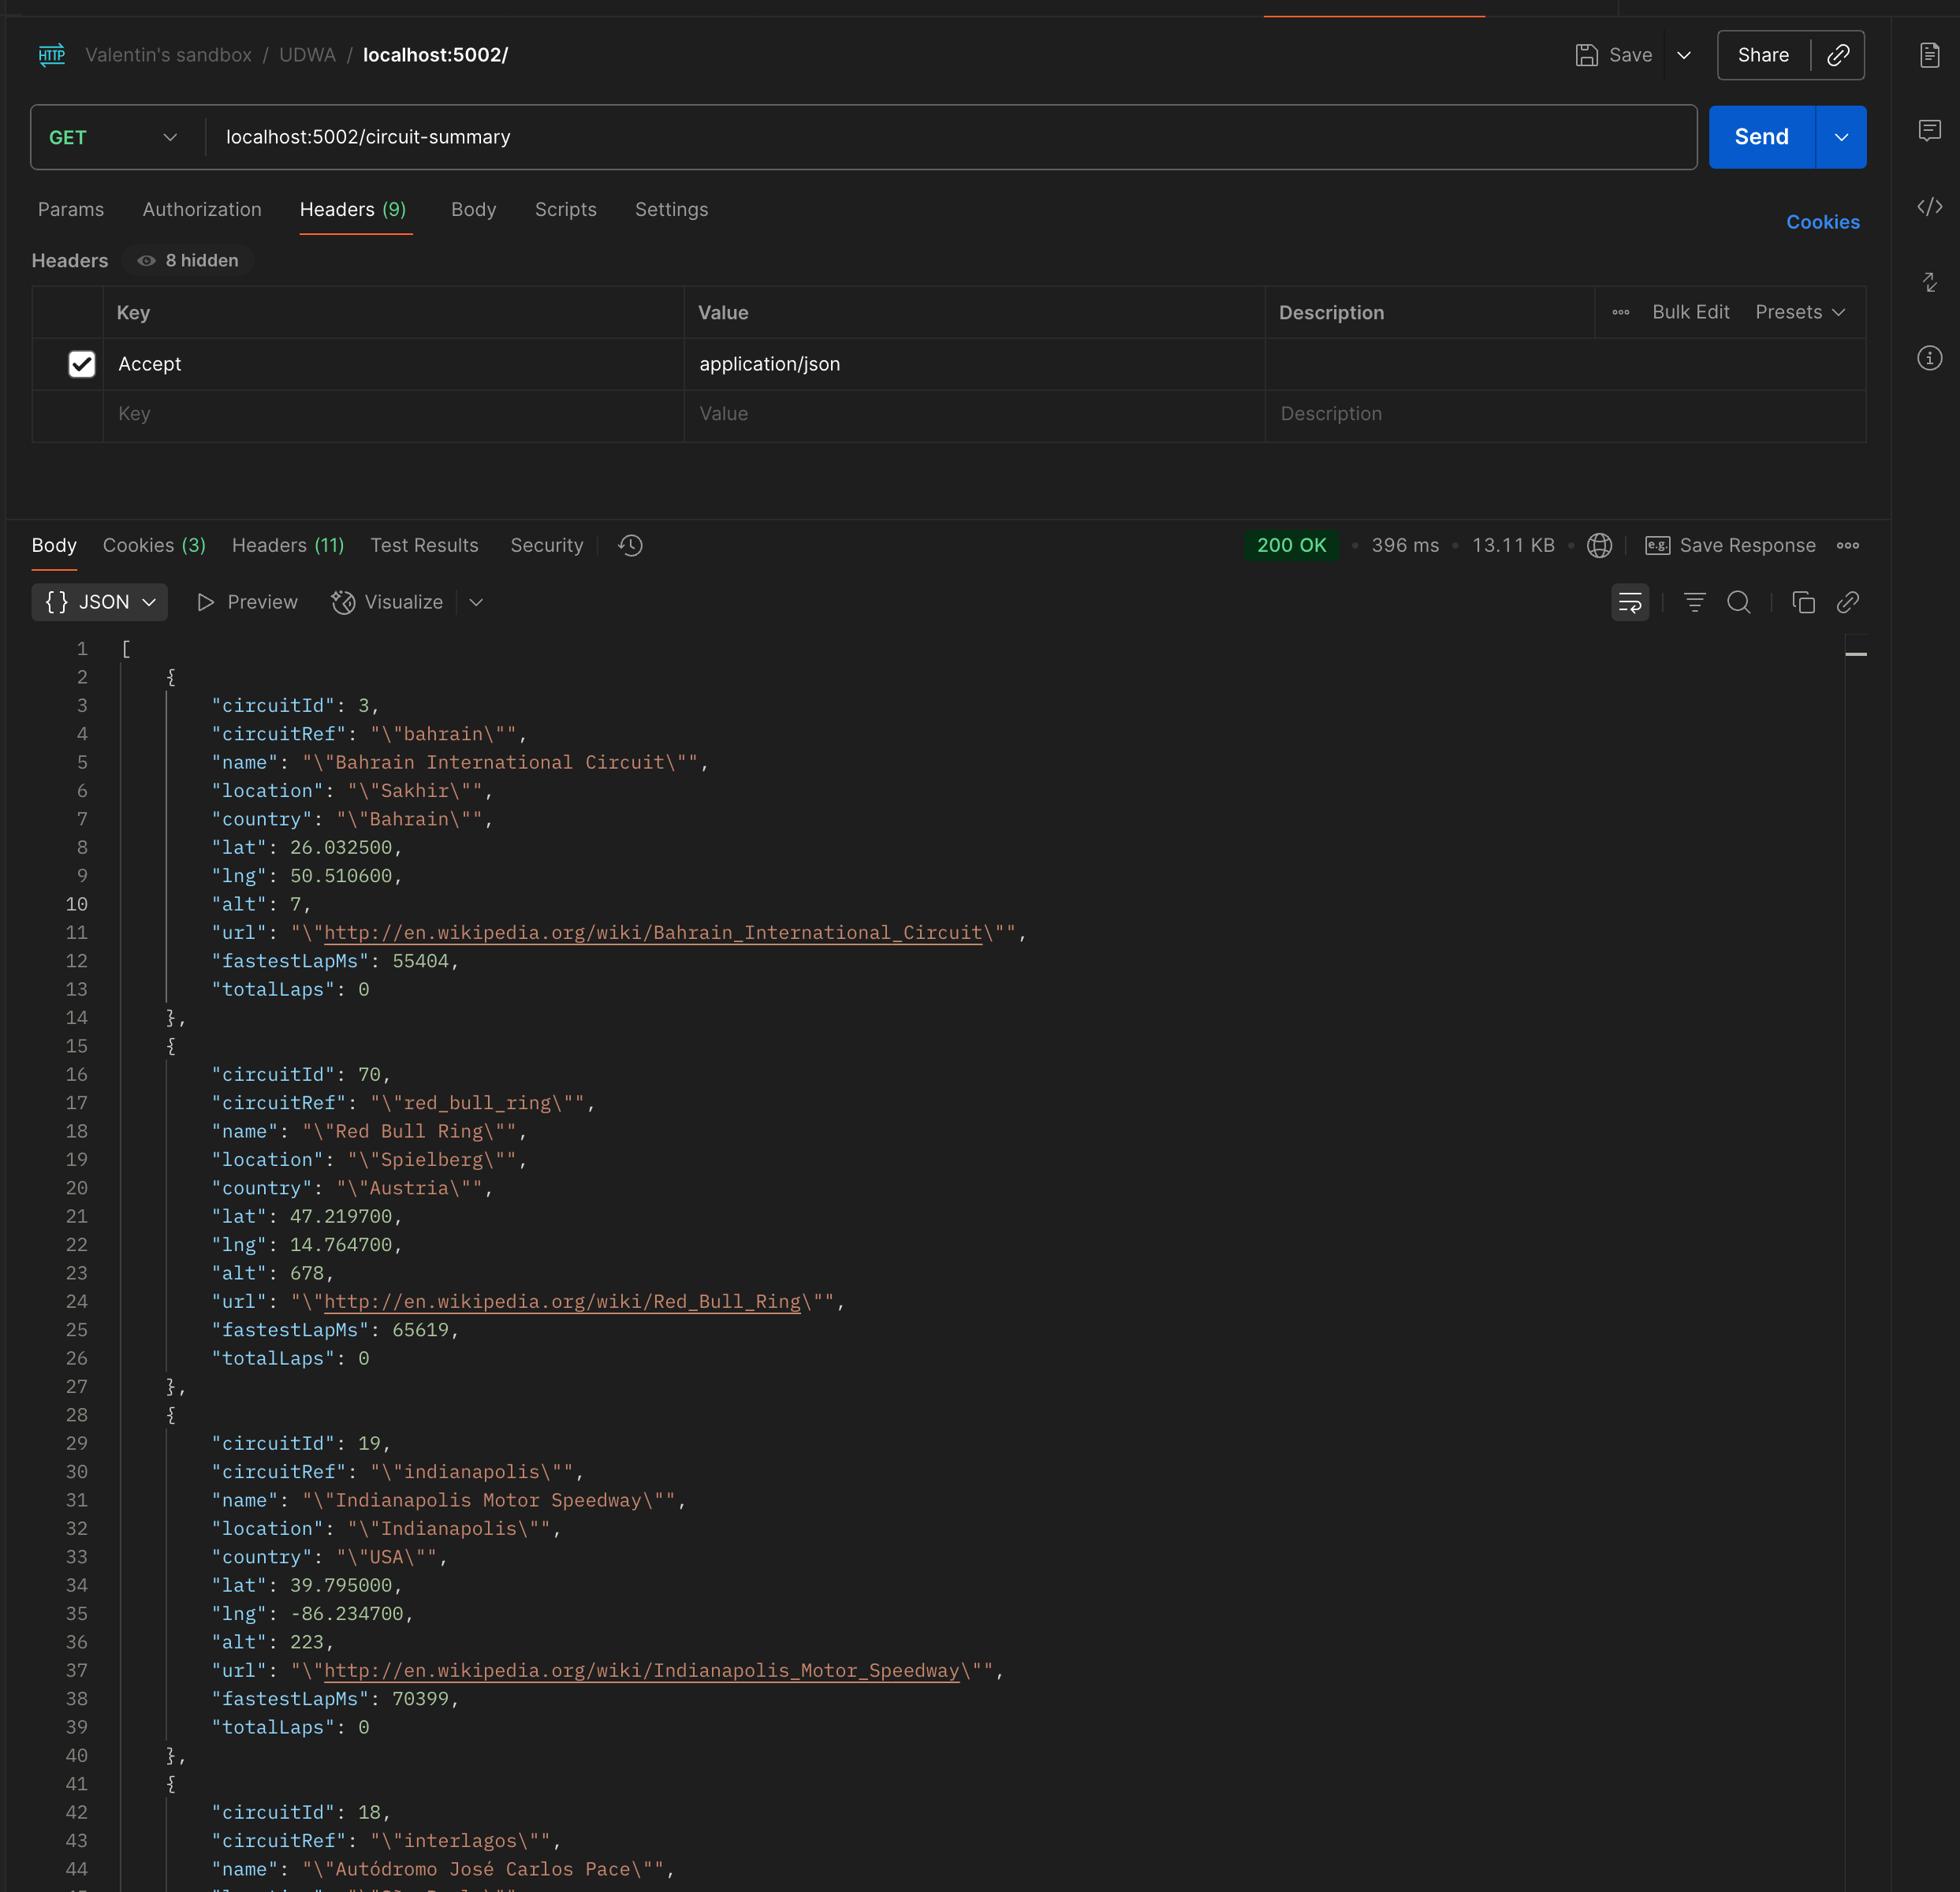 HTTP Valentin's sandbox / UDWA / localhost:5002/ Save Share
GET localhost:5002/circuit-summary Send
Params Authorization Headers (9) Body Scripts Settings Cookies
Headers 8 hidden
Key Value Description Bulk Edit Presets
Accept application/json
Key Value Description
Body Cookies (3) Headers (11) Test Results Security 200 OK • 396 ms • 13.11 KB • e.g. Save Response
{} JSON Preview Visualize
1 [
2 {
3 "circuitId": 3,
4 "circuitRef": "\"bahrain\"",
5 "name": "\"Bahrain International Circuit\"",
6 "location": "\"Sakhir\"",
7 "country": "\"Bahrain\"",
8 "lat": 26.032500,
9 "lng": 50.510600,
10 "alt": 7,
11 "url": "\"http://en.wikipedia.org/wiki/Bahrain_International_Circuit\"",
12 "fastestLapMs": 55404,
13 "totalLaps": 0
14 },
15 {
16 "circuitId": 70,
17 "circuitRef": "\"red_bull_ring\"",
18 "name": "\"Red Bull Ring\"",
19 "location": "\"Spielberg\"",
20 "country": "\"Austria\"",
21 "lat": 47.219700,
22 "lng": 14.764700,
23 "alt": 678,
24 "url": "\"http://en.wikipedia.org/wiki/Red_Bull_Ring\"",
25 "fastestLapMs": 65619,
26 "totalLaps": 0
27 },
28 {
29 "circuitId": 19,
30 "circuitRef": "\"indianapolis\"",
31 "name": "\"Indianapolis Motor Speedway\"",
32 "location": "\"Indianapolis\"",
33 "country": "\"USA\"",
34 "lat": 39.795000,
35 "lng": -86.234700,
36 "alt": 223,
37 "url": "\"http://en.wikipedia.org/wiki/Indianapolis_Motor_Speedway\"",
38 "fastestLapMs": 70399,
39 "totalLaps": 0
40 },
41 {
42 "circuitId": 18,
43 "circuitRef": "\"interlagos\"",
44 "name": "\"Autódromo José Carlos Pace\"",